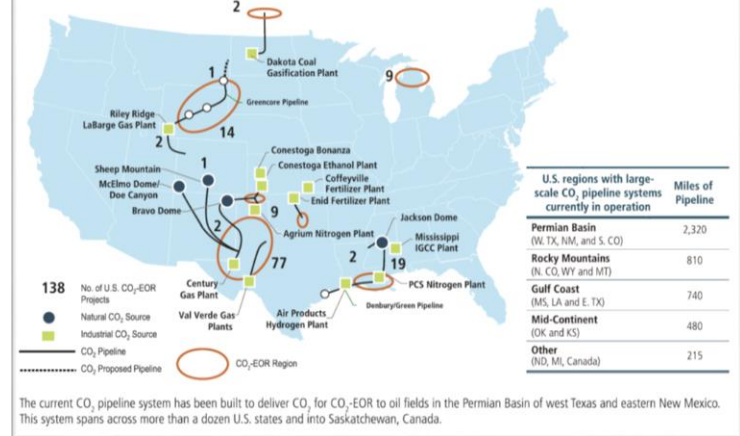 2
Dakota Coal
Gasification Plant
9
1
Greencore Pipeline
Riley Ridge
LaBarge Gas Plant
14
2
Conestoga Bonanza
Sheep Mountain
1
Conestoga Ethanol Plant
McElmo Dome/
Doe Canyon
Coffeyville
Fertilizer Plant
Enid Fertilizer Plant
Bravo Dome
9
2
Agrium Nitrogen Plant
Jackson Dome
Mississippi
IGCC Plant
2
19
77
Century
Gas Plant
PCS Nitrogen Plant
Denbury/Green Pipeline
Val Verde Gas
Plants
Air Products
Hydrogen Plant
138 No. of U.S. CO₂-EOR
Projects
Natural CO₂ Source
Industrial CO₂ Source
CO₂ Pipeline
CO₂ Proposed Pipeline
CO₂-EOR Region
U.S. regions with large-
scale CO₂ pipeline systems
currently in operation
Miles of
Pipeline
Permian Basin 2,320
(W. TX, NM, and S. CO)
Rocky Mountains 810
(N. CO, WY and MT)
Gulf Coast 740
(MS, LA and E. TX)
Mid-Continent 480
(OK and KS)
Other 215
(ND, MI, Canada)
The current CO₂ pipeline system has been built to deliver CO₂ for CO₂-EOR to oil fields in the Permian Basin of west Texas and eastern New Mexico.
This system spans across more than a dozen U.S. states and into Saskatchewan, Canada.